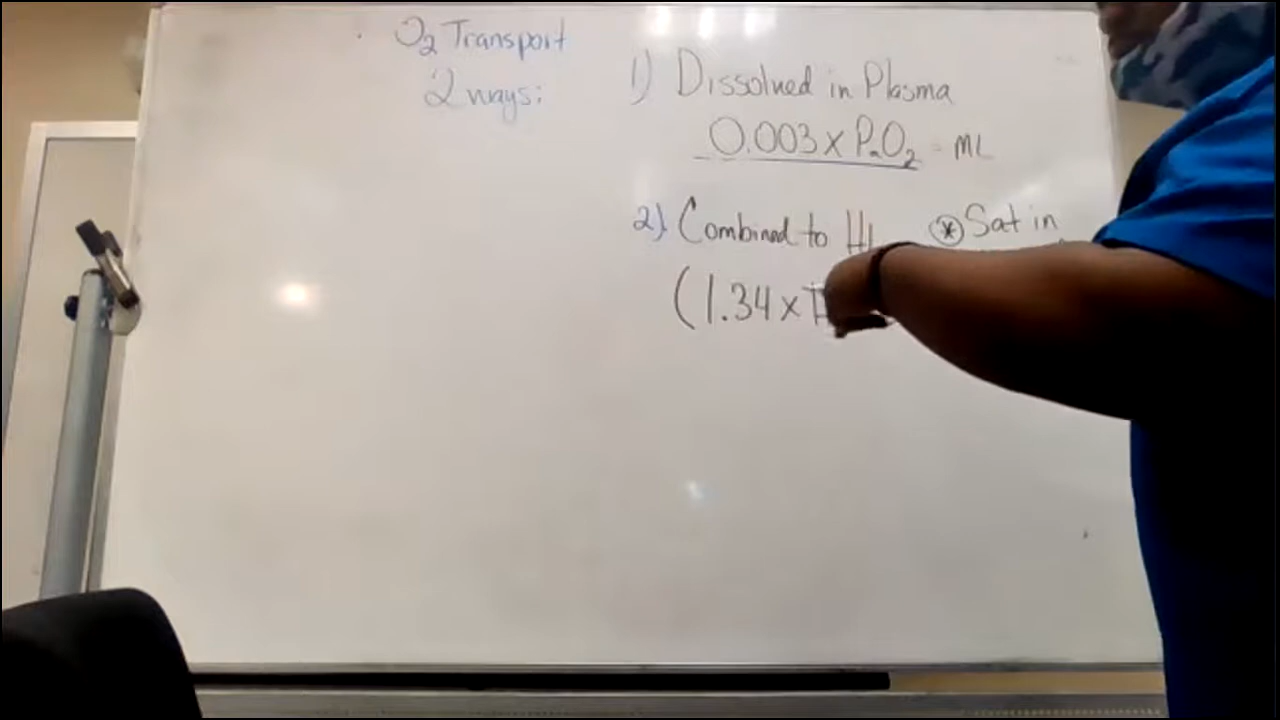 O₂ Transport
2 ways:
1) Dissolved in Plasma
0.003 x PaO₂ = mL
2) Combined to
* Sat in
(1.34 x